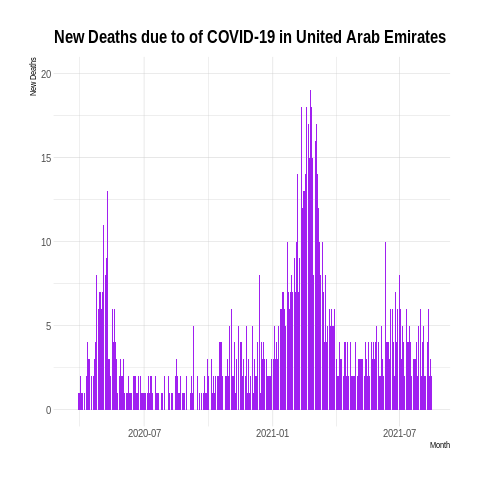 New Deaths due to of COVID-19 in United Arab Emirates
New Deaths
20
15
10
5
0
2020-07 2021-01 2021-07
Month